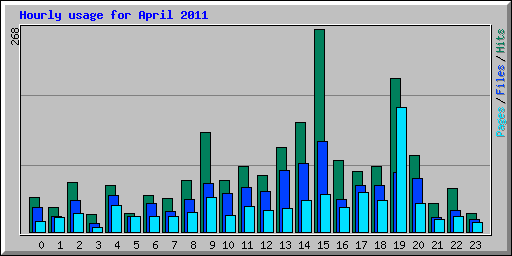 Hourly usage for April 2011
268
Pages / Files / Hits
0 1 2 3 4 5 6 7 8 9 10 11 12 13 14 15 16 17 18 19 20 21 22 23